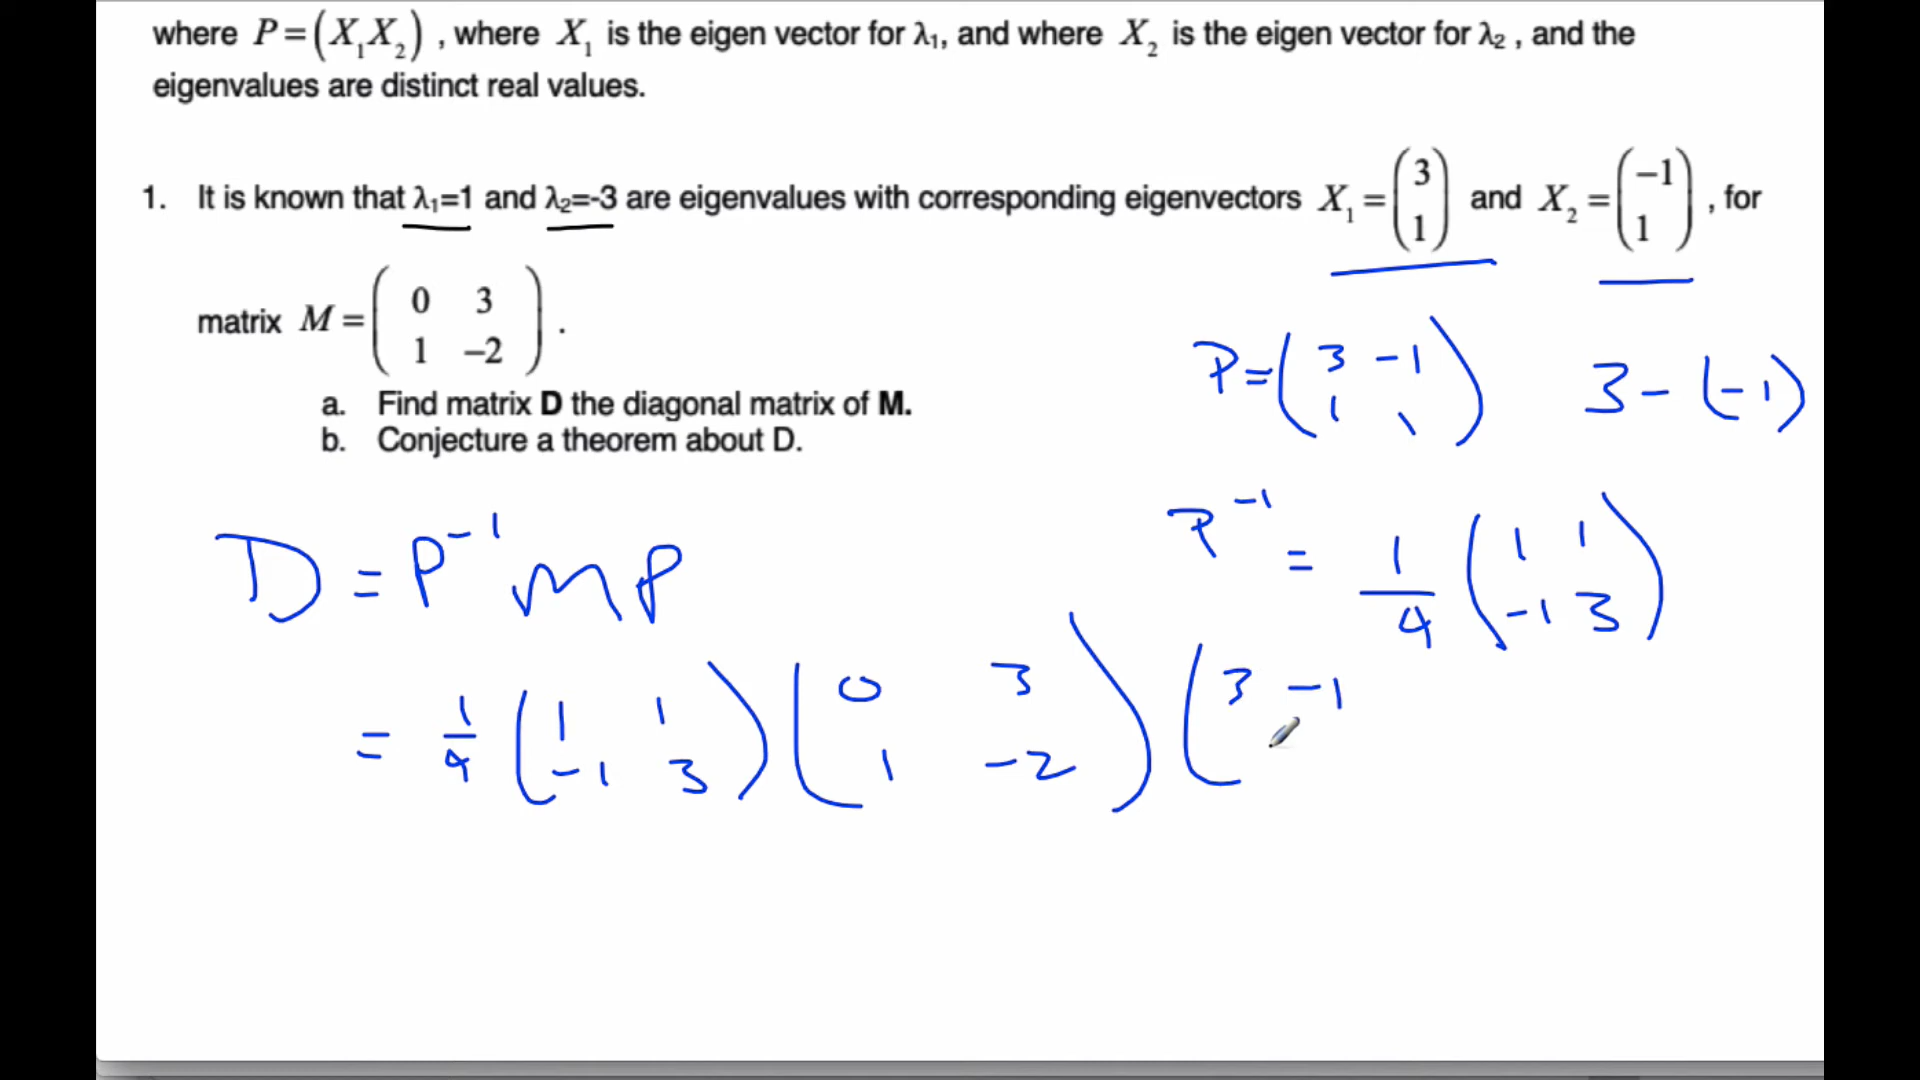 where P=(X₁X₂) , where X₁ is the eigen vector for λ₁, and where X₂ is the eigen vector for λ₂ , and the
eigenvalues are distinct real values.
1. It is known that λ₁=1 and λ₂=-3 are eigenvalues with corresponding eigenvectors X₁ = (3 1) and X₂ = (−1 1) , for
matrix M = (0 3 1 −2) .
P = (3 −1 1 1) 3 − (−1)
a. Find matrix D the diagonal matrix of M.
b. Conjecture a theorem about D.
D = P⁻¹ M P
P⁻¹ = 1/4 (1 1 −1 3)
= 1/4 (1 1 −1 3) (0 3 1 −2) (3 −1